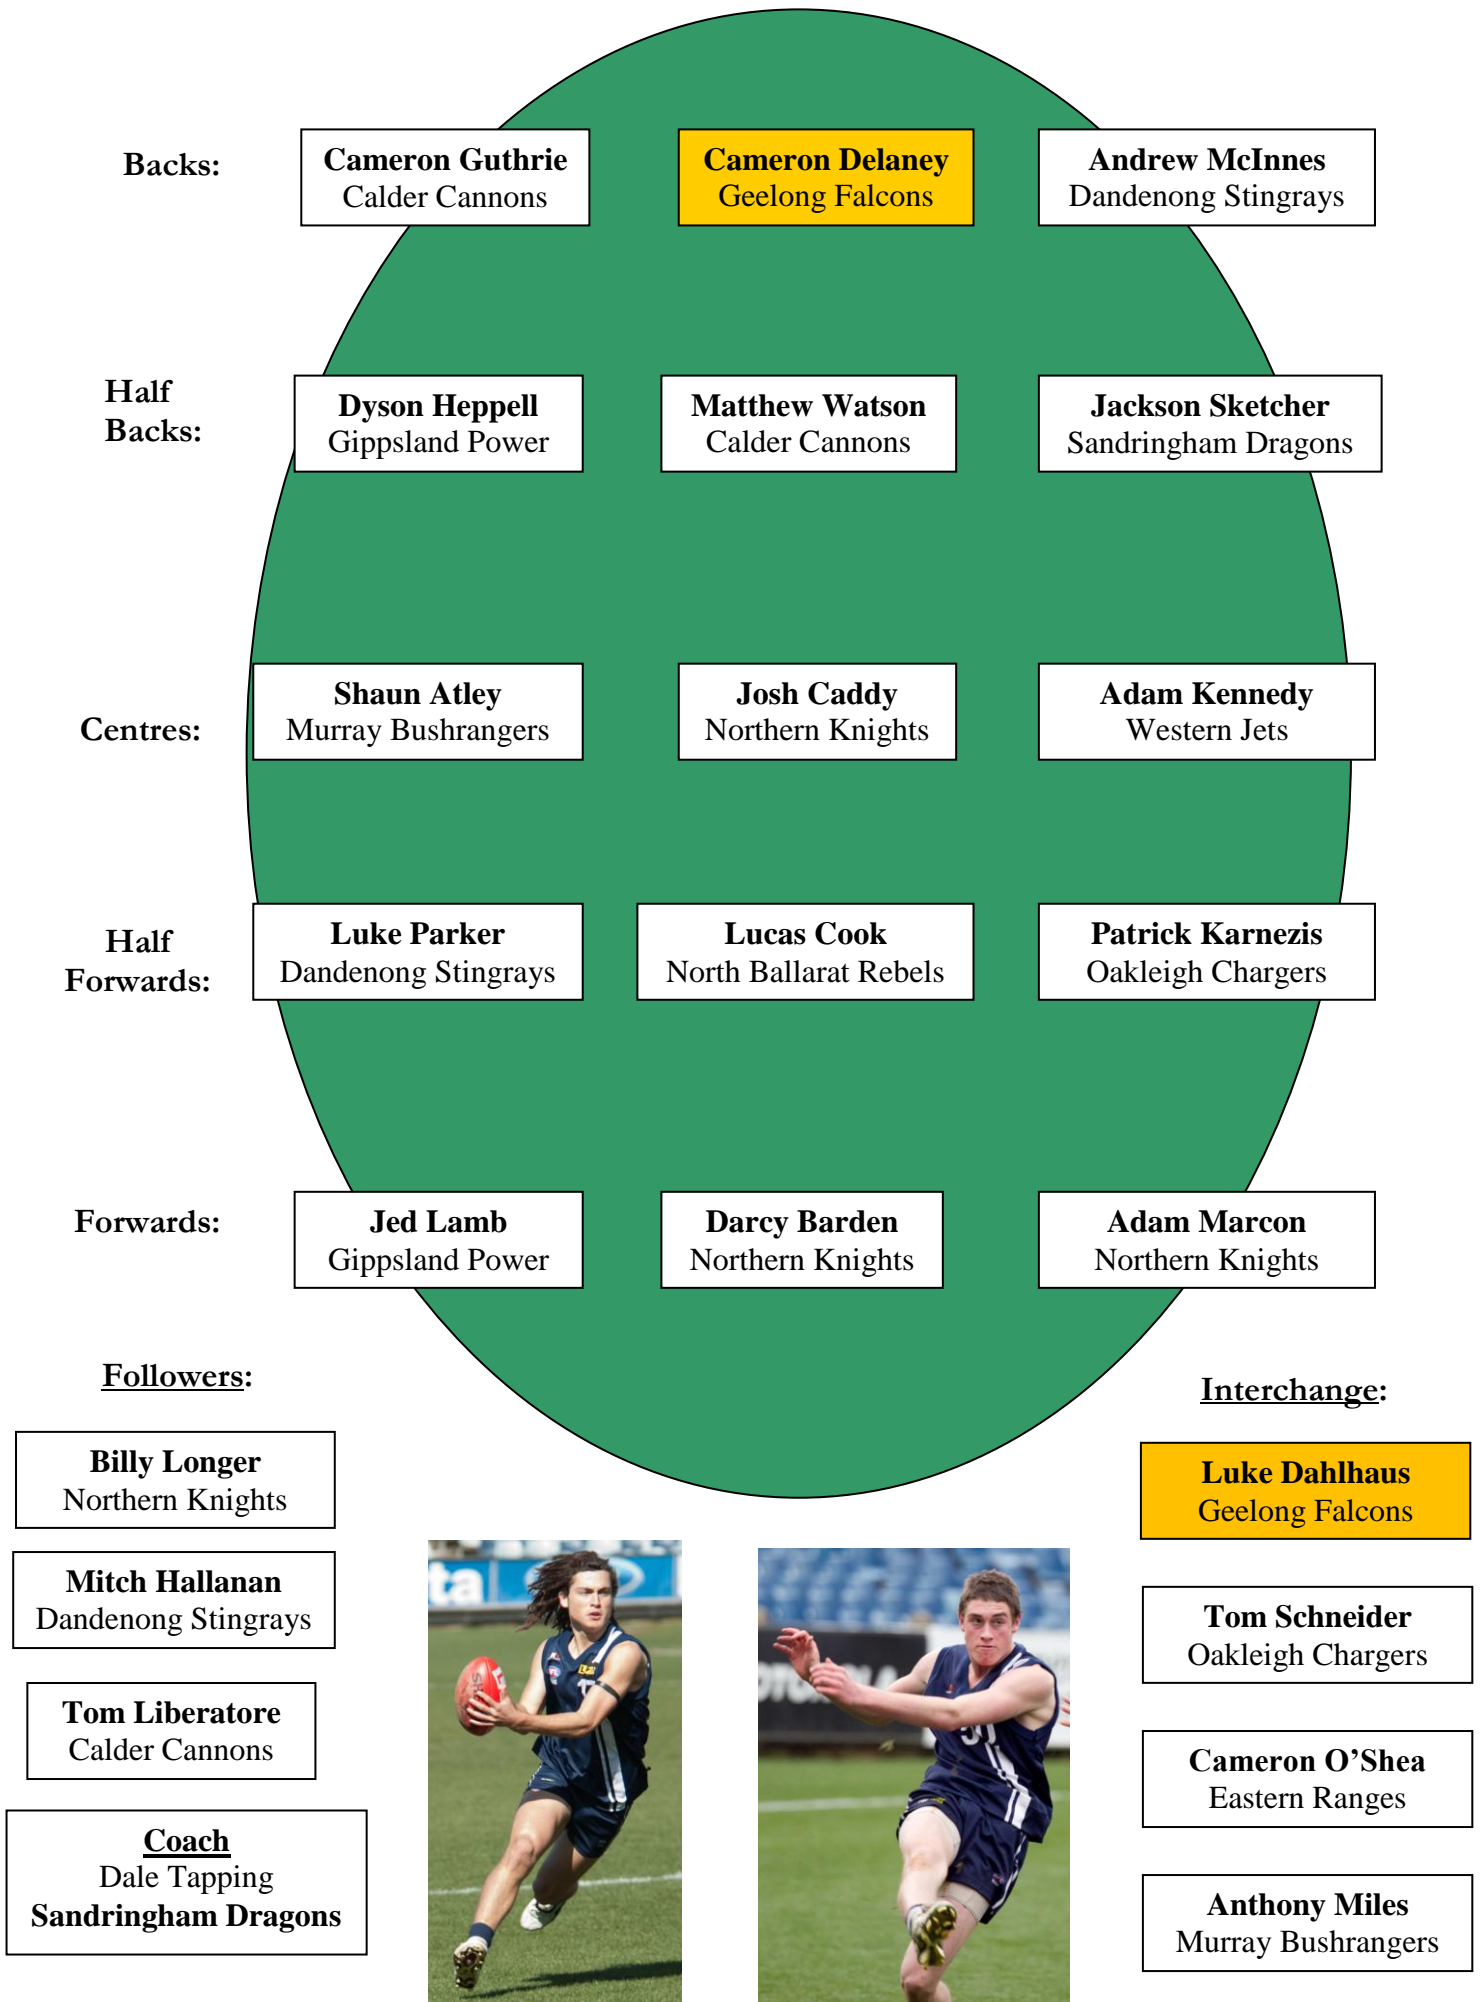 Backs:
Cameron Guthrie
Calder Cannons
Cameron Delaney
Geelong Falcons
Andrew McInnes
Dandenong Stingrays
Half
Backs:
Dyson Heppell
Gippsland Power
Matthew Watson
Calder Cannons
Jackson Sketcher
Sandringham Dragons
Centres:
Shaun Atley
Murray Bushrangers
Josh Caddy
Northern Knights
Adam Kennedy
Western Jets
Half
Forwards:
Luke Parker
Dandenong Stingrays
Lucas Cook
North Ballarat Rebels
Patrick Karnezis
Oakleigh Chargers
Forwards:
Jed Lamb
Gippsland Power
Darcy Barden
Northern Knights
Adam Marcon
Northern Knights
Followers:
Billy Longer
Northern Knights
Mitch Hallanan
Dandenong Stingrays
Tom Liberatore
Calder Cannons
Coach
Dale Tapping
Sandringham Dragons
Interchange:
Luke Dahlhaus
Geelong Falcons
Tom Schneider
Oakleigh Chargers
Cameron O’Shea
Eastern Ranges
Anthony Miles
Murray Bushrangers